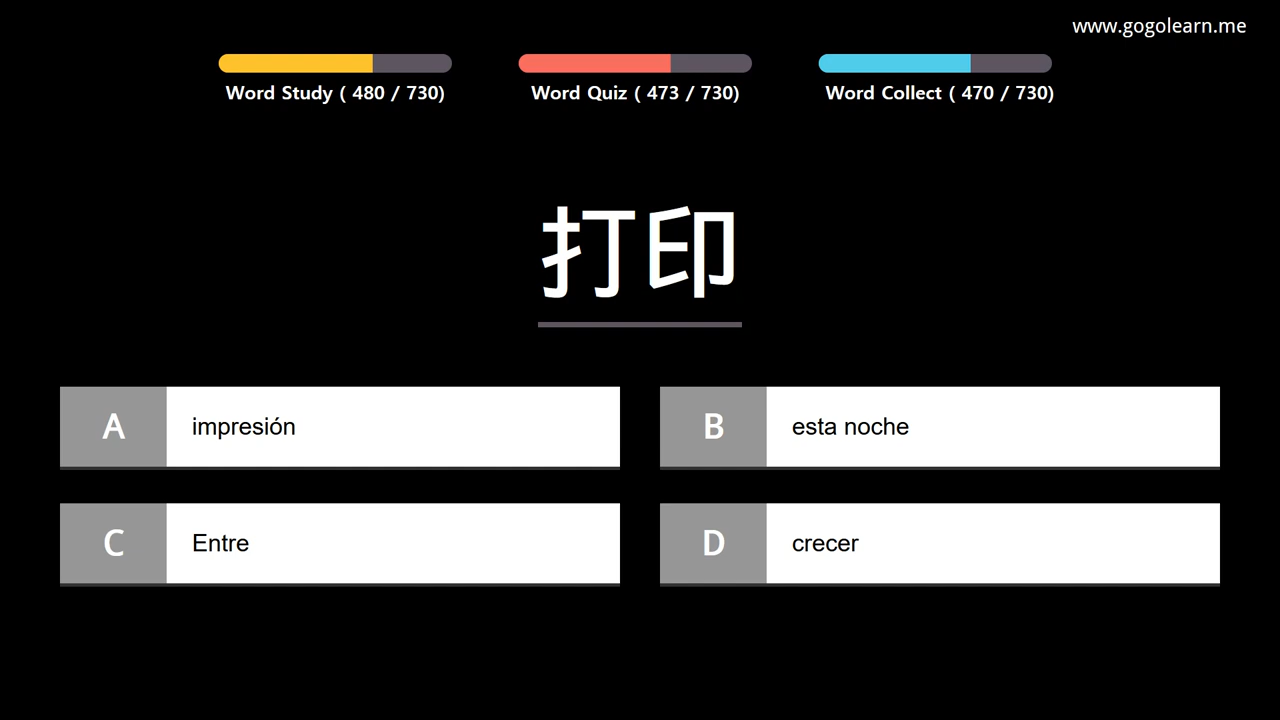 www.gogolearn.me
Word Study ( 480 / 730)
Word Quiz ( 473 / 730)
Word Collect ( 470 / 730)
打印
A impresión
B esta noche
C Entre
D crecer